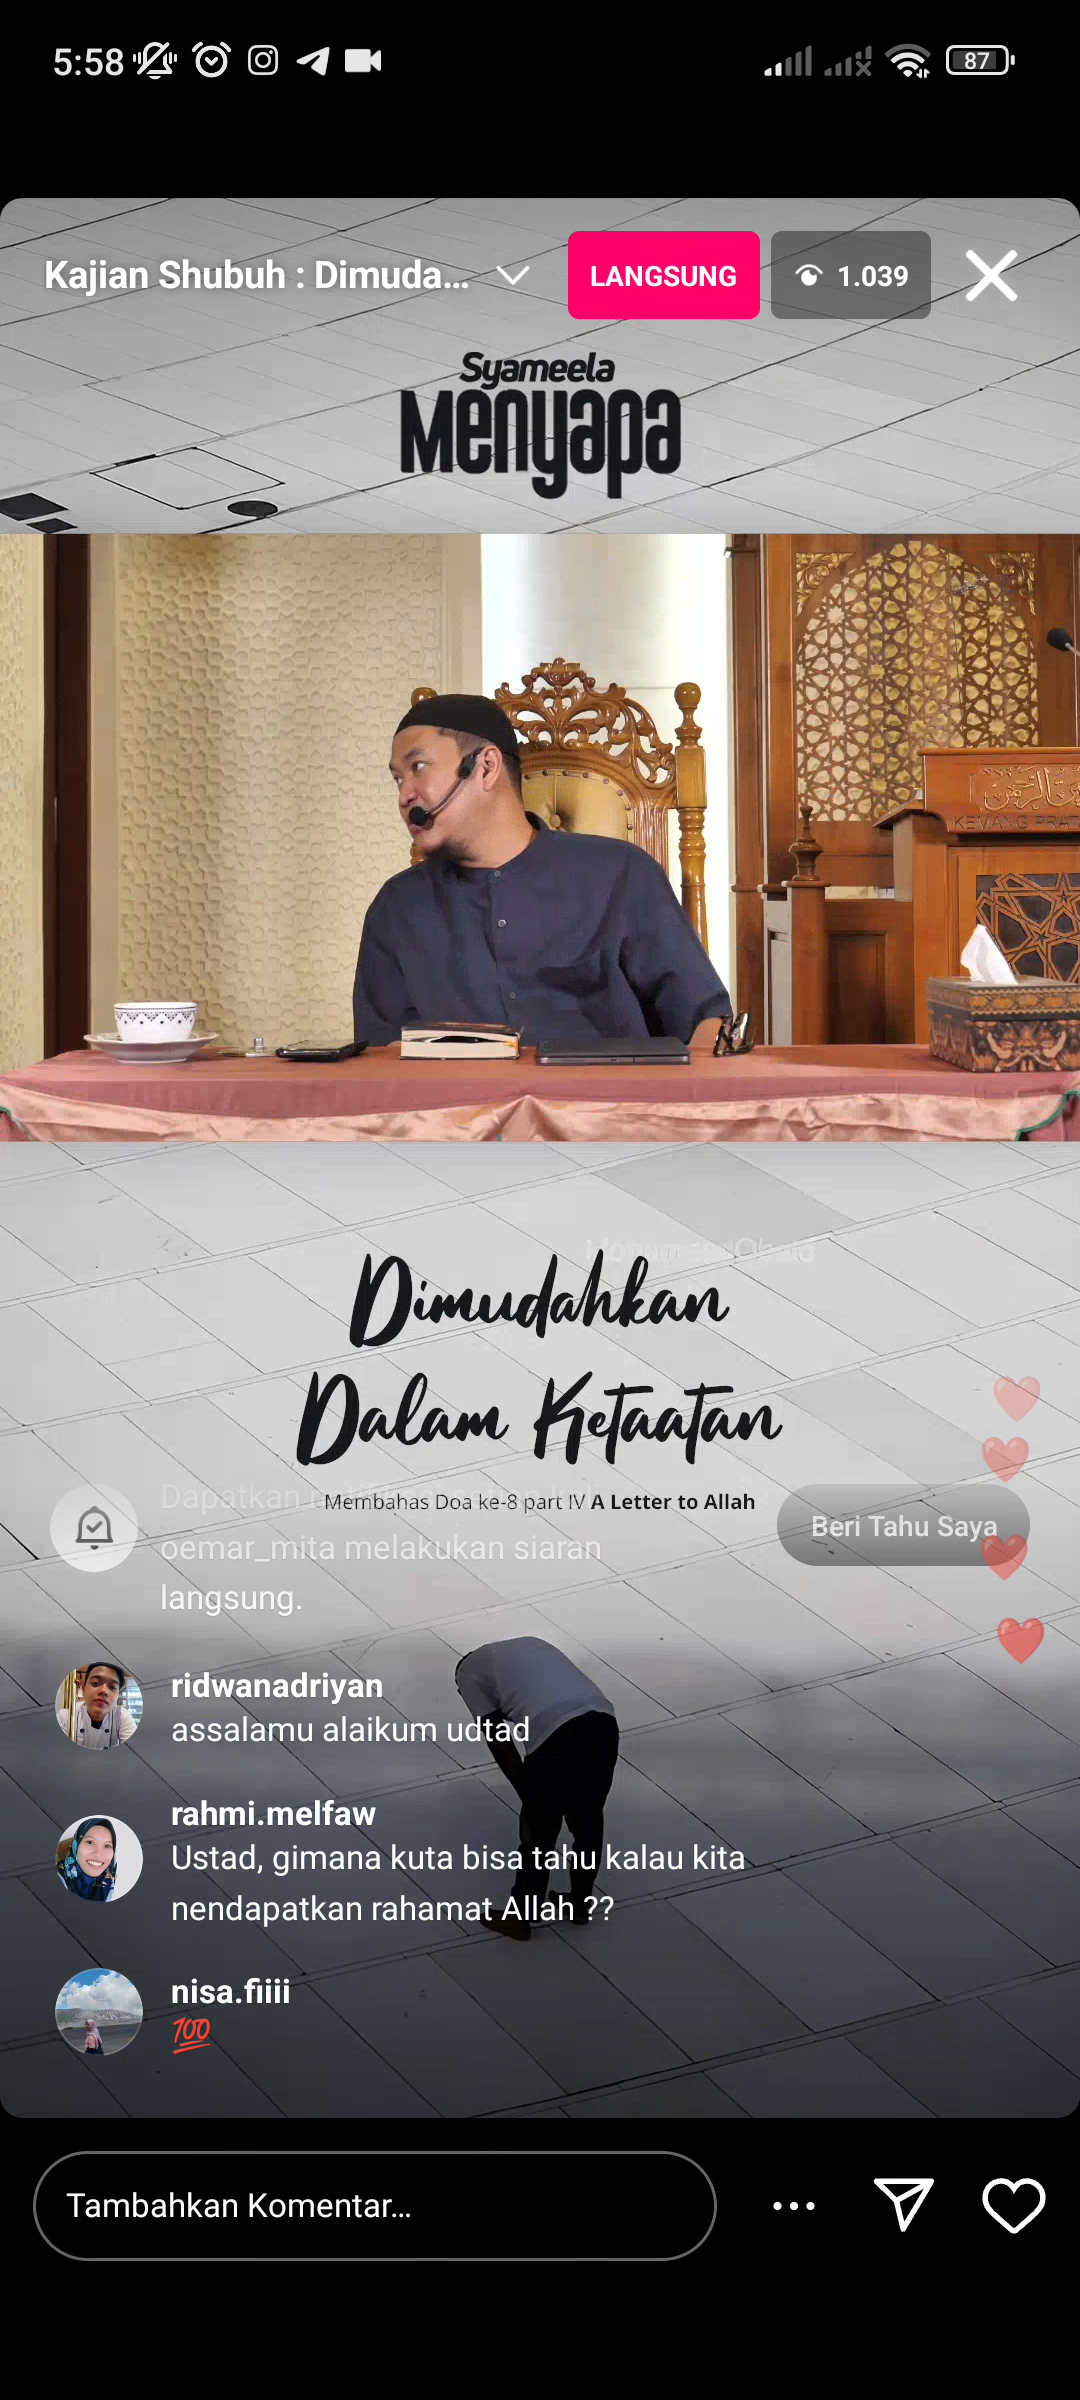 5:58
87
Kajian Shubuh : Dimuda...
LANGSUNG
1.039
Syameela
Menyapa
KEMANG PRAT
Dimudahkan
Dalam Ketaatan
Membahas Doa ke-8 part IV A Letter to Allah
Dapatkan
oemar_mita melakukan siaran
langsung.
Beri Tahu Saya
ridwanadriyan
assalamu alaikum udtad
rahmi.melfaw
Ustad, gimana kuta bisa tahu kalau kita
nendapatkan rahamat Allah ??
nisa.fiiii
💯
Tambahkan Komentar...